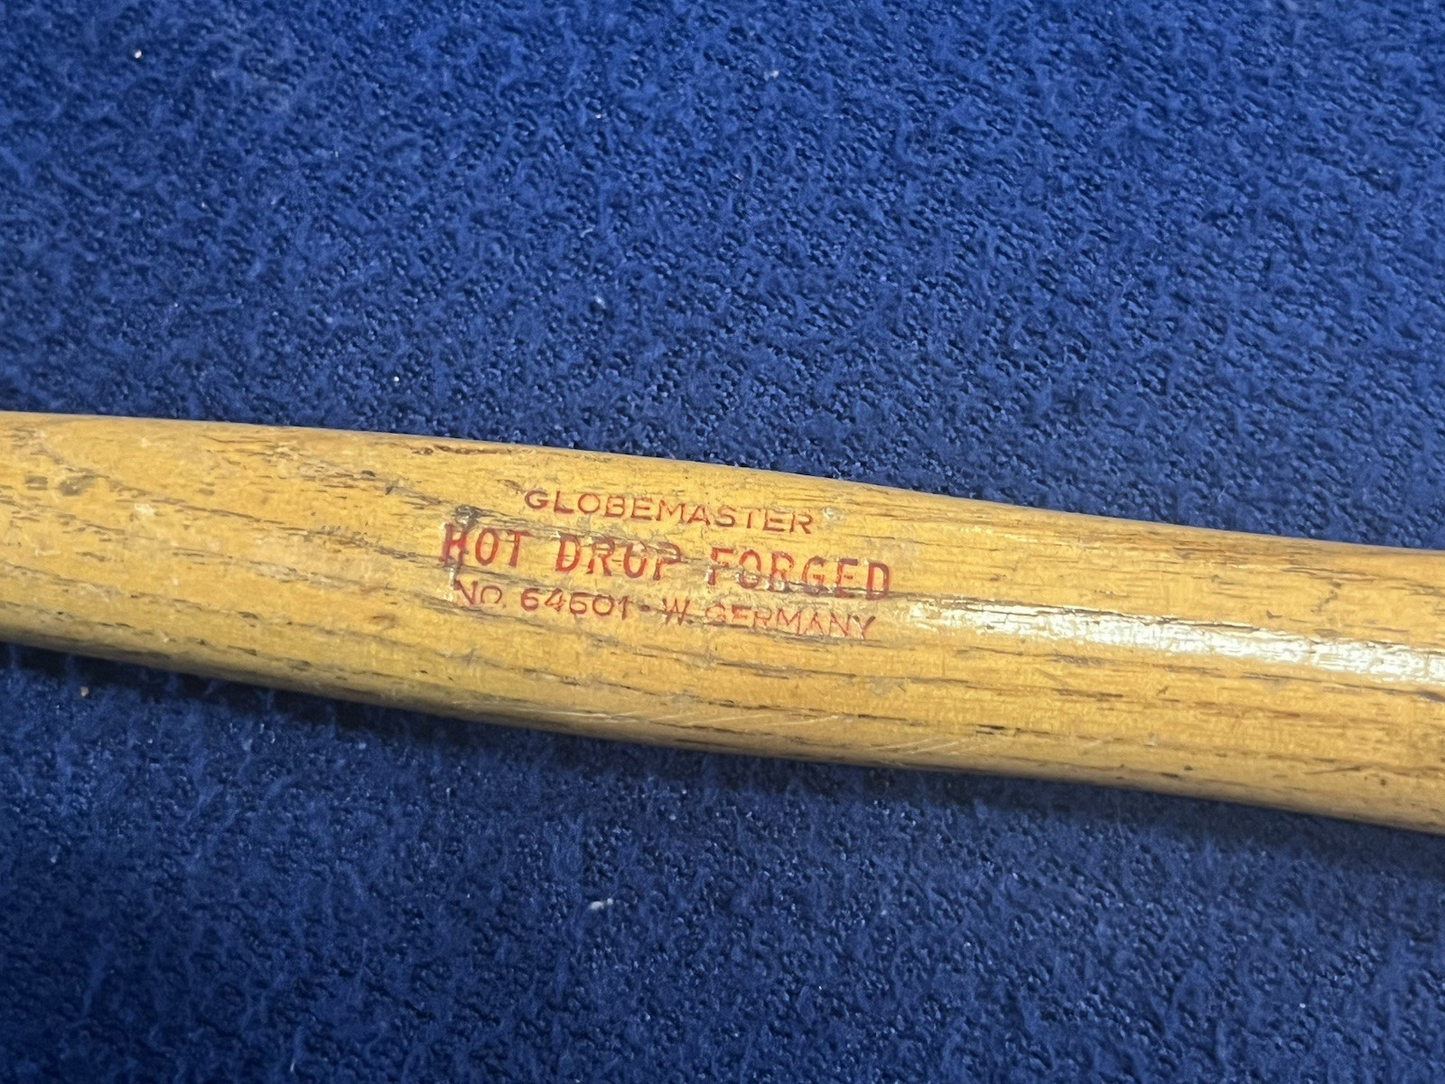 GLOBEMASTER
HOT DROP FORGED
NO. 64601 - W. GERMANY